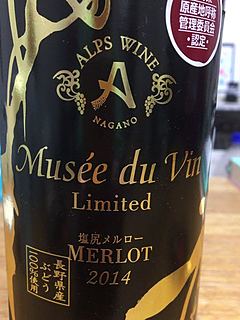 ALPS WINE
A
NAGANO
原産地呼称
管理委員会
・認定・
Musée du Vin
Limited
塩尻メルロー
MERLOT
2014
長野県産
ぶどう
100%使用